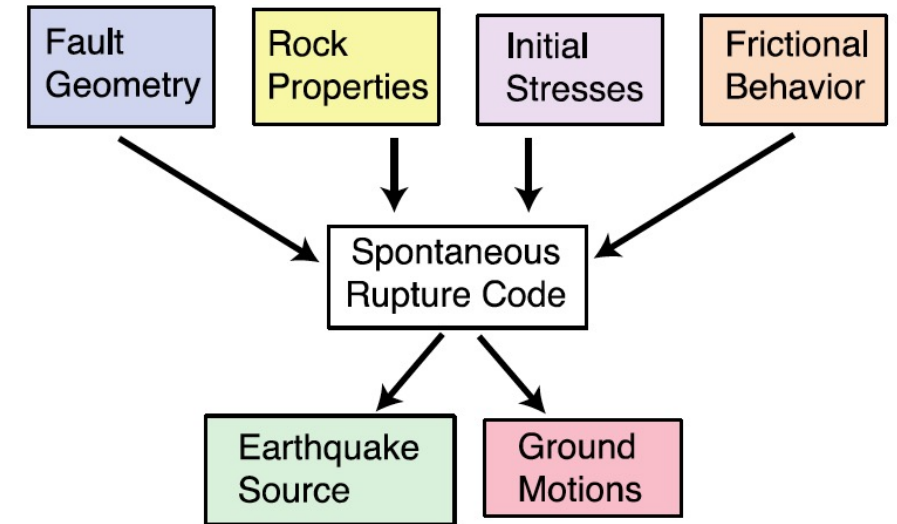 Fault
Geometry
Rock
Properties
Initial
Stresses
Frictional
Behavior
Spontaneous
Rupture Code
Earthquake
Source
Ground
Motions